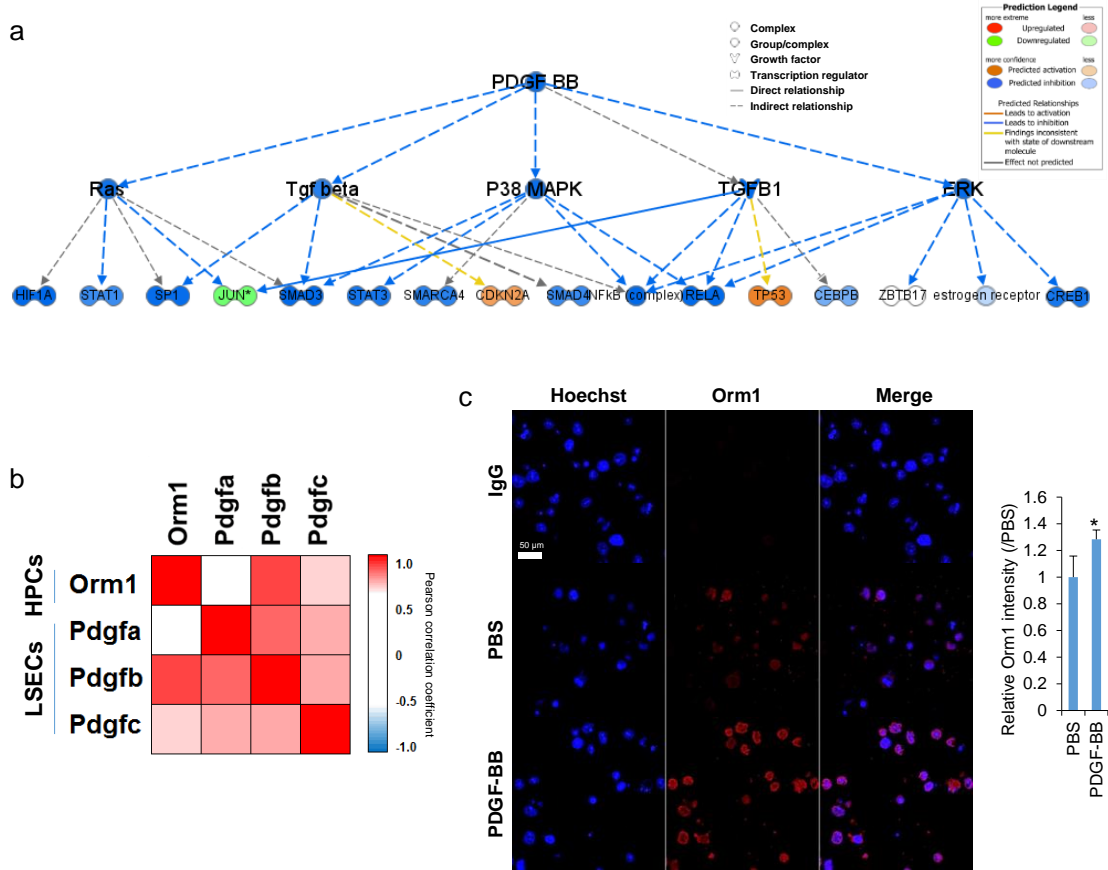 a
Prediction Legend
more extreme less
Upregulated
Downregulated
more confidence less
Predicted activation
Predicted inhibition
Predicted Relationships
Leads to activation
Leads to inhibition
Findings inconsistent
with state of downstream
molecule
Effect not predicted
Complex
Group/complex
Growth factor
Transcription regulator
Direct relationship
Indirect relationship
PDGF BB
Ras Tgf beta P38 MAPK TGFB1 ERK
HIF1A STAT1 SP1 JUN* SMAD3 STAT3 SMARCA4 CDKN2A SMAD4 NFkB (complex) RELA TP53 CEBPB ZBTB17 estrogen receptor CREB1
b
Orm1 Pdgfa Pdgfb Pdgfc
HPCs
Orm1
LSECs
Pdgfa
Pdgfb
Pdgfc
1.0
0.5
0
-0.5
-1.0
Pearson correlation coefficient
c
Hoechst Orm1 Merge
IgG
50 µm
PBS
PDGF-BB
Relative Orm1 intensity (/PBS)
1.6
1.4
1.2
1
0.8
0.6
0.4
0.2
0
*
PBS
PDGF-BB